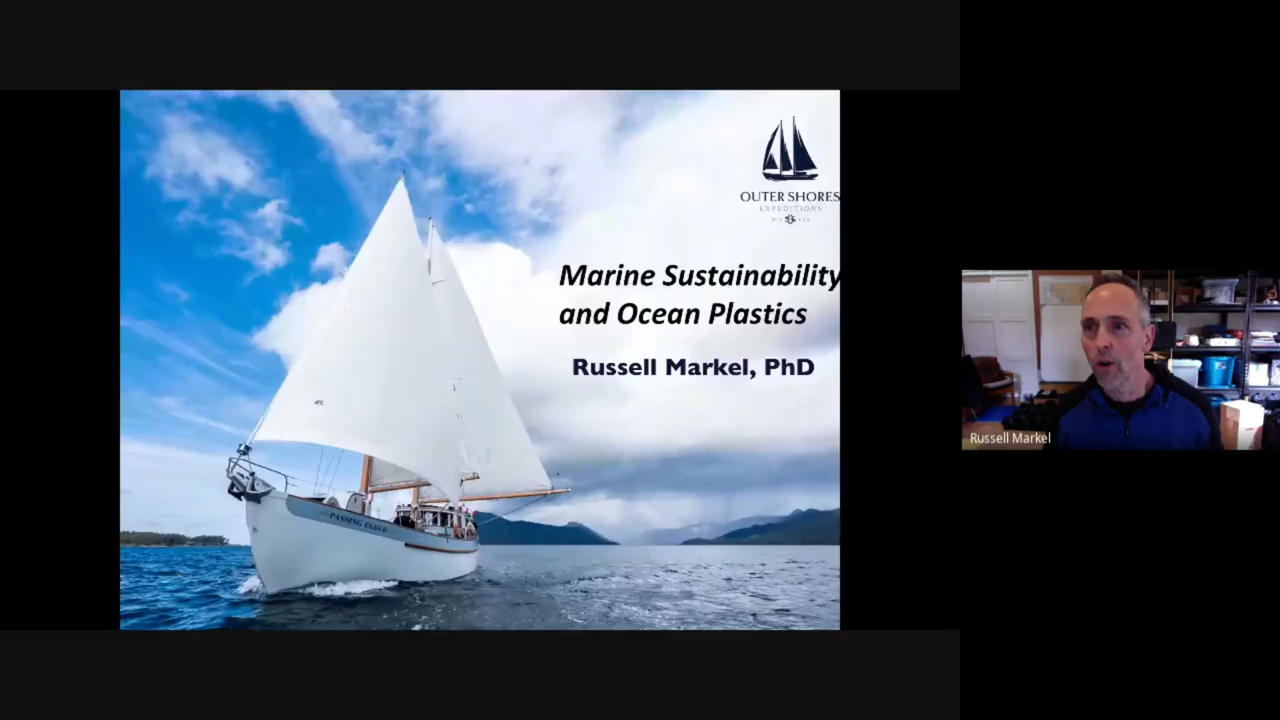 OUTER SHORES
EXPEDITIONS
Marine Sustainability
and Ocean Plastics
Russell Markel, PhD
PASSING CLOUD
Russell Markel